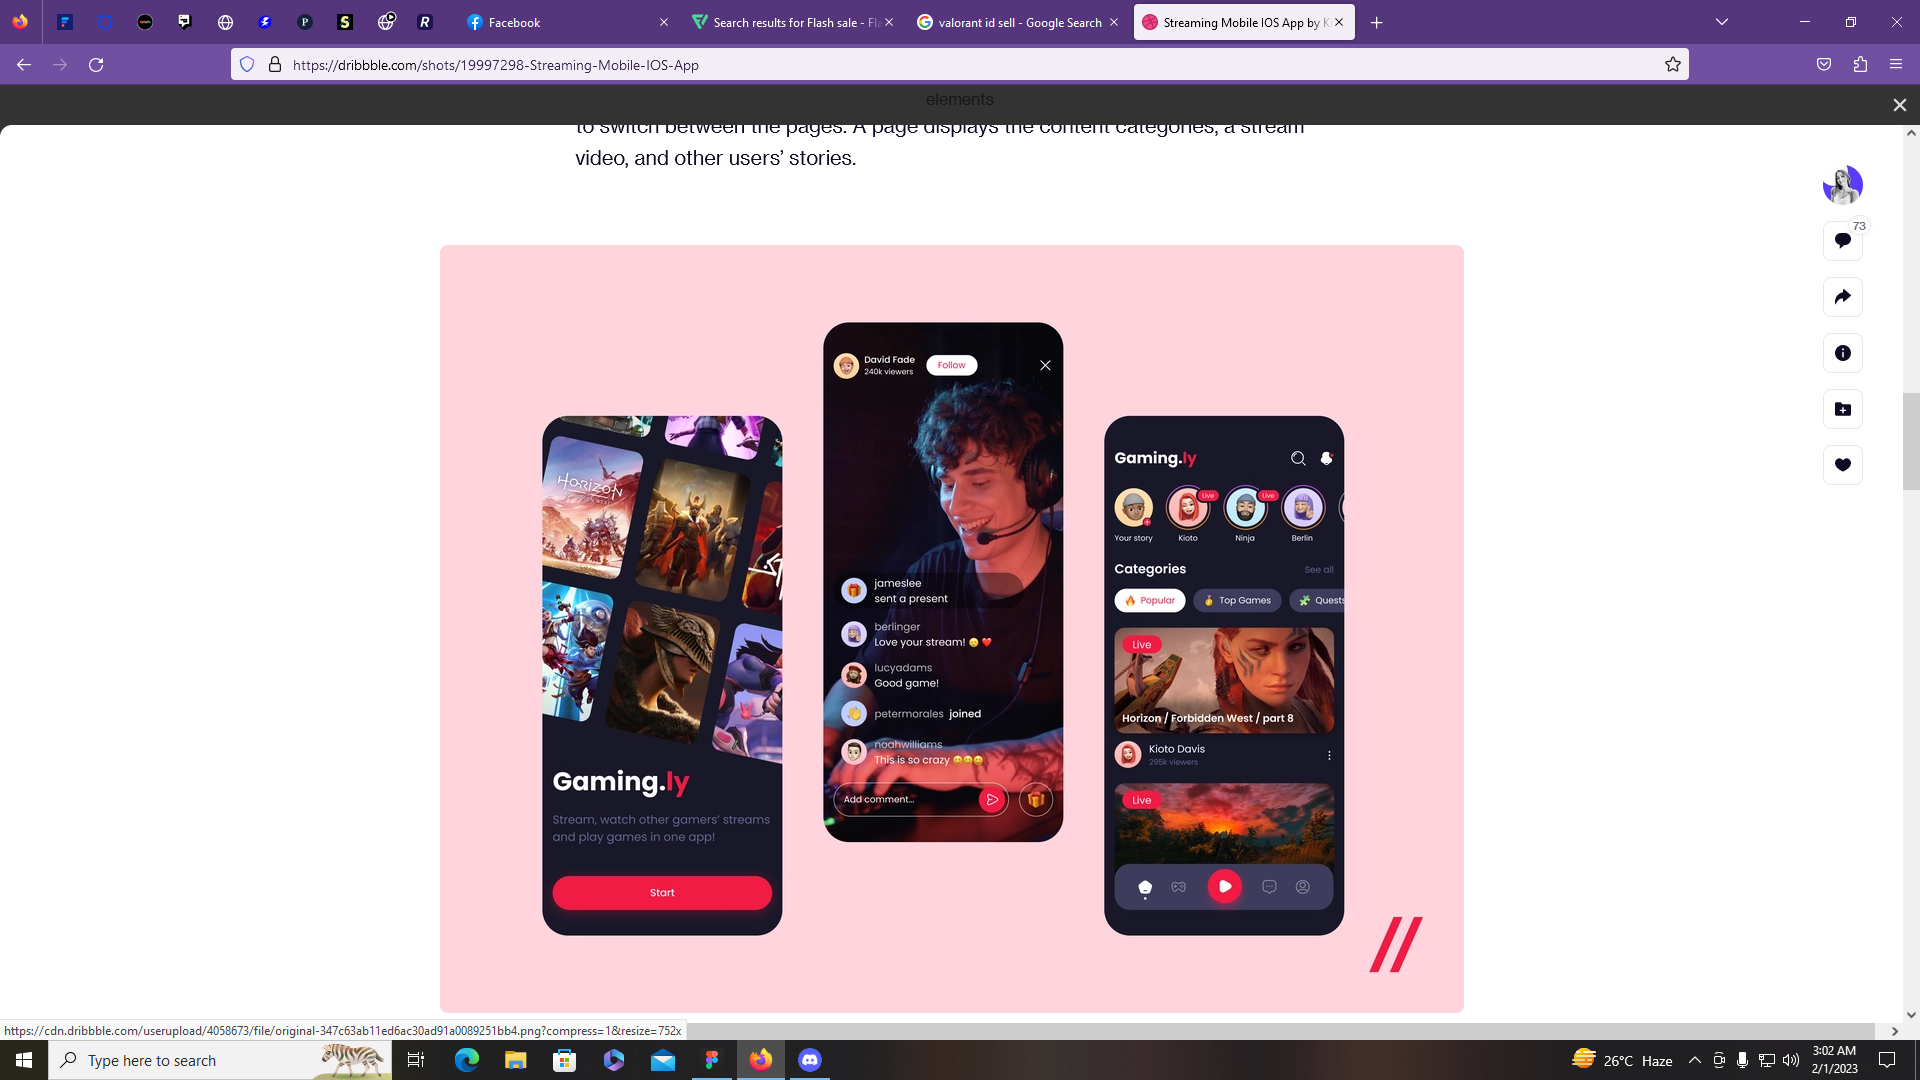 Facebook
Search results for Flash sale - Fla
valorant id sell - Google Search
Streaming Mobile IOS App by K
https://dribbble.com/shots/19997298-Streaming-Mobile-IOS-App
elements
to switch between the pages. A page displays the content categories, a stream
video, and other users’ stories.
73
HORIZON
Gaming.ly
Stream, watch other gamers’ streams
and play games in one app!
Start
David Fade
240k viewers
Follow
jameslee
sent a present
berlinger
Love your stream! 😊 ❤️
lucyadams
Good game!
petermorales joined
noahwilliams
This is so crazy 😄😄😄
Add comment...
Gaming.ly
Live
Live
Your story
Kioto
Ninja
Berlin
Categories
See all
🔥 Popular
🏅 Top Games
🧩 Quests
Live
Horizon / Forbidden West / part 8
Kioto Davis
295k viewers
Live
//
https://cdn.dribbble.com/userupload/4058673/file/original-347c63ab11ed6ac30ad91a0089251bb4.png?compress=1&resize=752x
Type here to search
26°C Haze
3:02 AM
2/1/2023